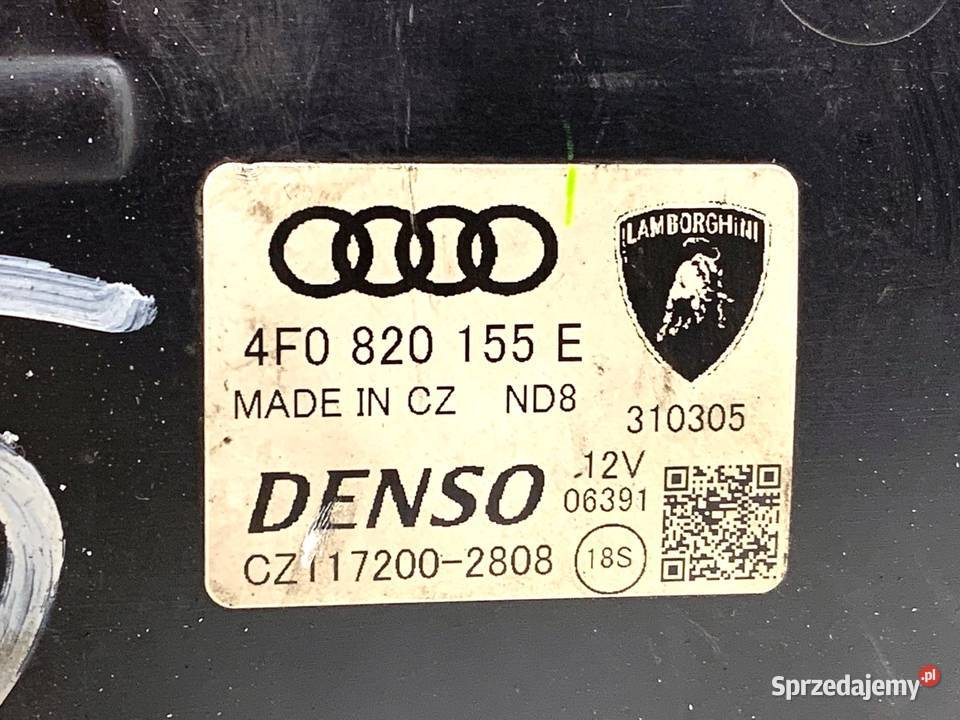 LAMBORGHINI
4F0 820 155 E
MADE IN CZ ND8
310305
DENSO
12V
06391
CZ117200-2808
18S
Sprzedajemy.pl